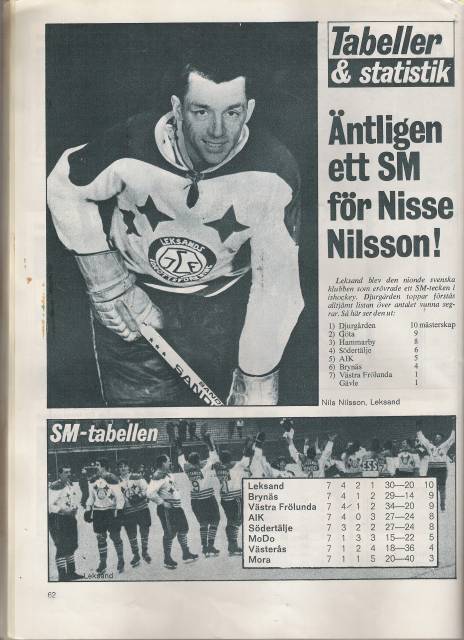 Tabeller
& statistik
Äntligen
ett SM
för Nisse
Nilsson!
Leksand blev den nionde svenska
klubben som erövrade ett SM-tecken i
ishockey. Djurgården toppar förstås
alltjämt listan över antalet vunna seg-
rar. Så här ser den ut:
1) Djurgården 10 mästerskap
2) Göta 9
3) Hammarby 8
4) Södertälje 6
5) AIK 5
6) Brynäs 4
7) Västra Frölunda 1
Gävle 1
LEKSANDS
IF
IDROTTSFÖRENING
SAND
Nils Nilsson, Leksand
SM-tabellen
Leksand 7 4 2 1 30—20 10
Brynäs 7 4 1 2 29—14 9
Västra Frölunda 7 4 1 2 34—20 9
AIK 7 4 0 3 27—24 8
Södertälje 7 3 2 2 27—24 8
MoDo 7 1 3 3 15—22 5
Västerås 7 1 2 4 18—36 4
Mora 7 1 1 5 20—40 3
Leksand
62